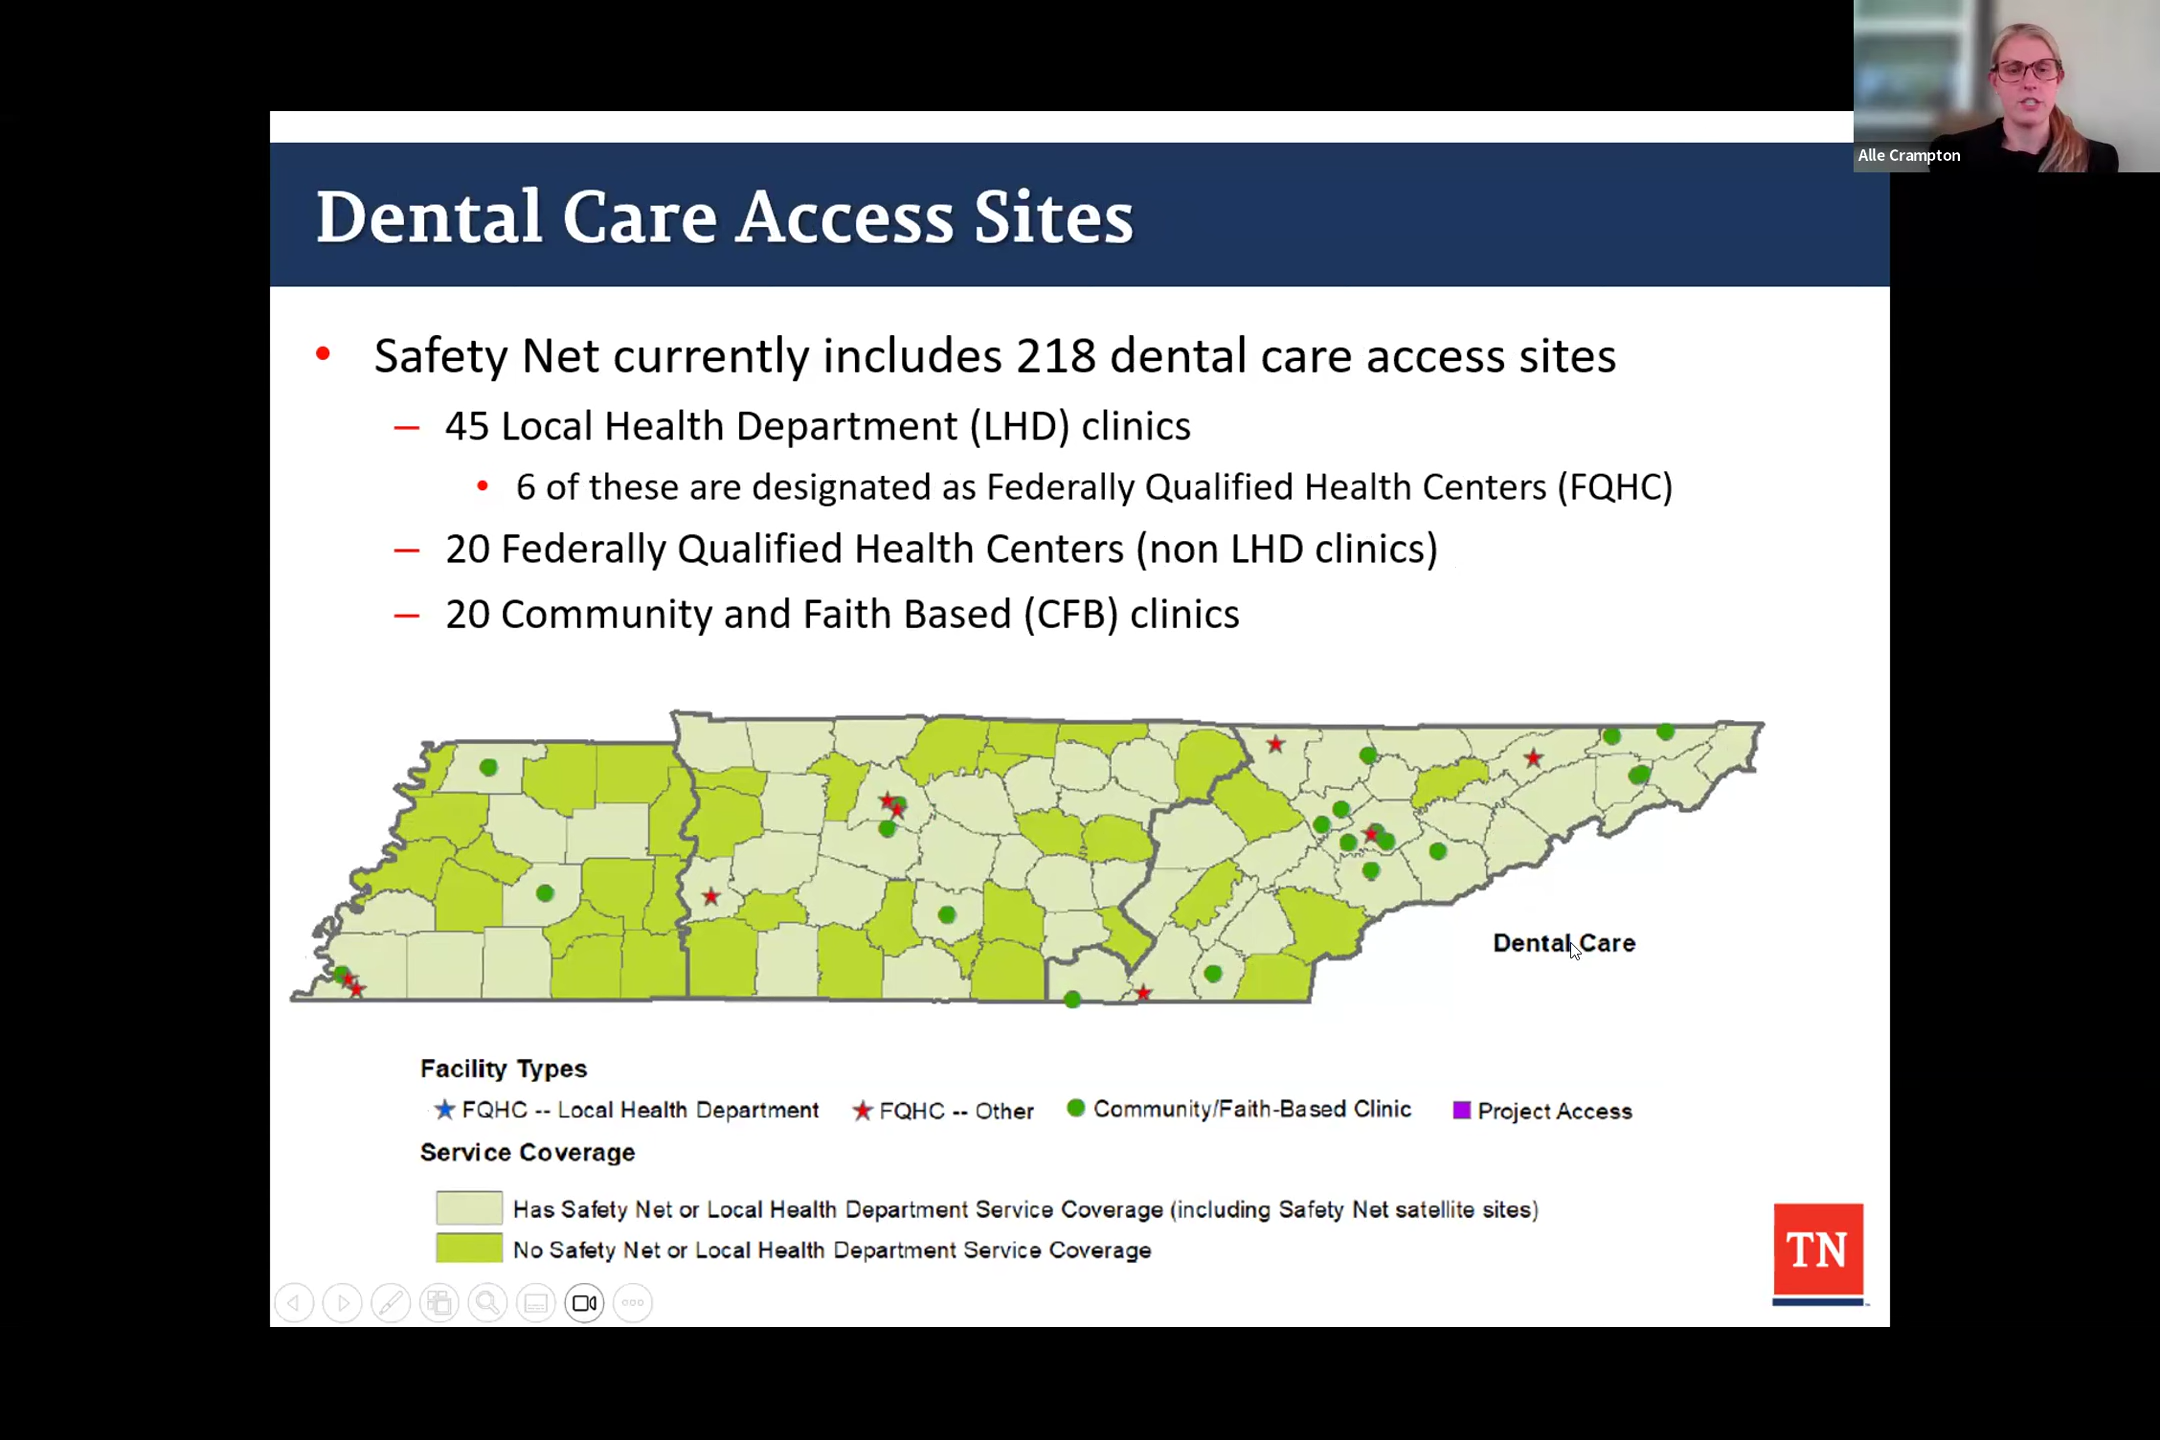 Alle Crampton
Dental Care Access Sites
• Safety Net currently includes 218 dental care access sites
– 45 Local Health Department (LHD) clinics
• 6 of these are designated as Federally Qualified Health Centers (FQHC)
– 20 Federally Qualified Health Centers (non LHD clinics)
– 20 Community and Faith Based (CFB) clinics
Dental Care
Facility Types
FQHC -- Local Health Department FQHC -- Other Community/Faith-Based Clinic Project Access
Service Coverage
Has Safety Net or Local Health Department Service Coverage (including Safety Net satellite sites)
No Safety Net or Local Health Department Service Coverage
TN